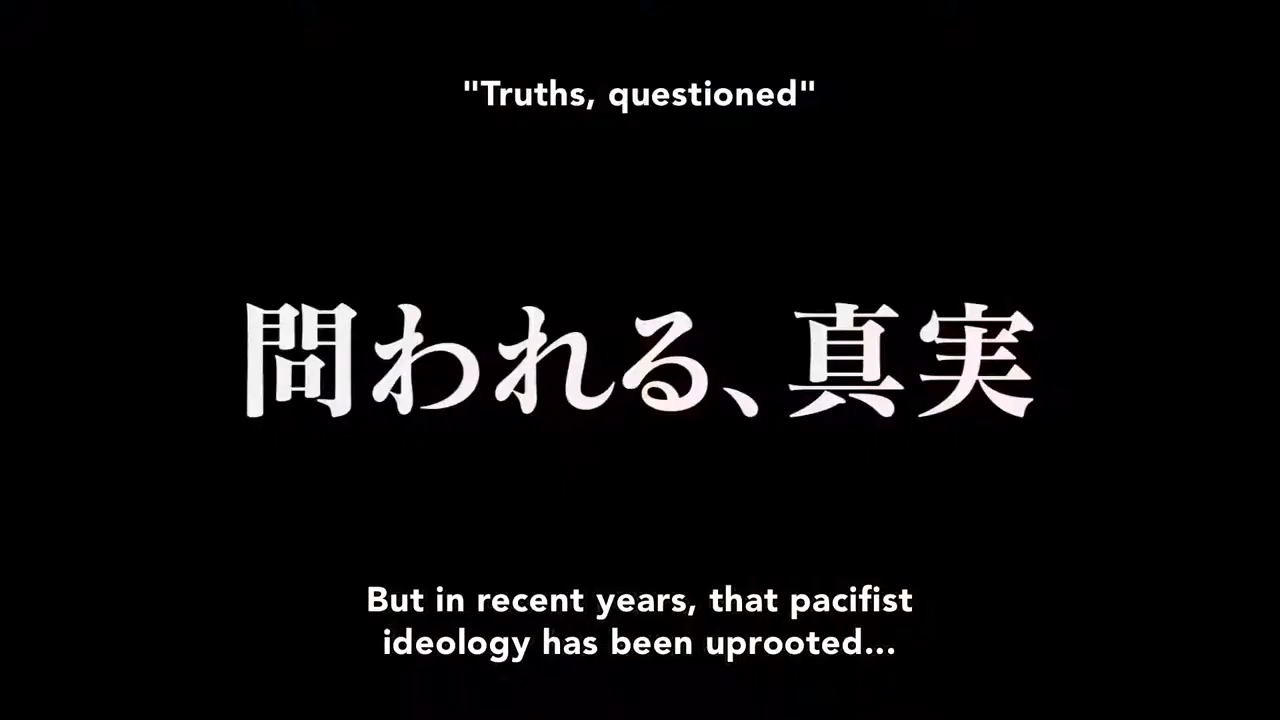 "Truths, questioned"
問われる、真実
But in recent years, that pacifist
ideology has been uprooted...